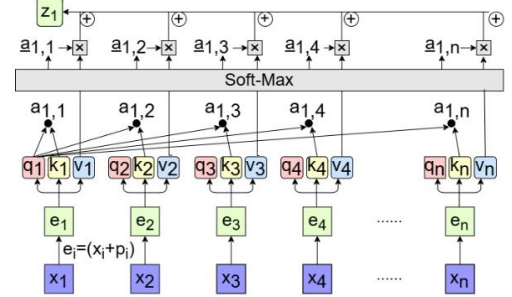 z1
+ + + + +
a1,1 × a1,2 × a1,3 × a1,4 × a1,n ×
Soft-Max
a1,1 a1,2 a1,3 a1,4 a1,n
q1 k1 v1 q2 k2 v2 q3 k3 v3 q4 k4 v4 qn kn vn
e1 e2 e3 e4 ...... en
ei=(xi+pi)
x1 x2 x3 x4 ...... xn